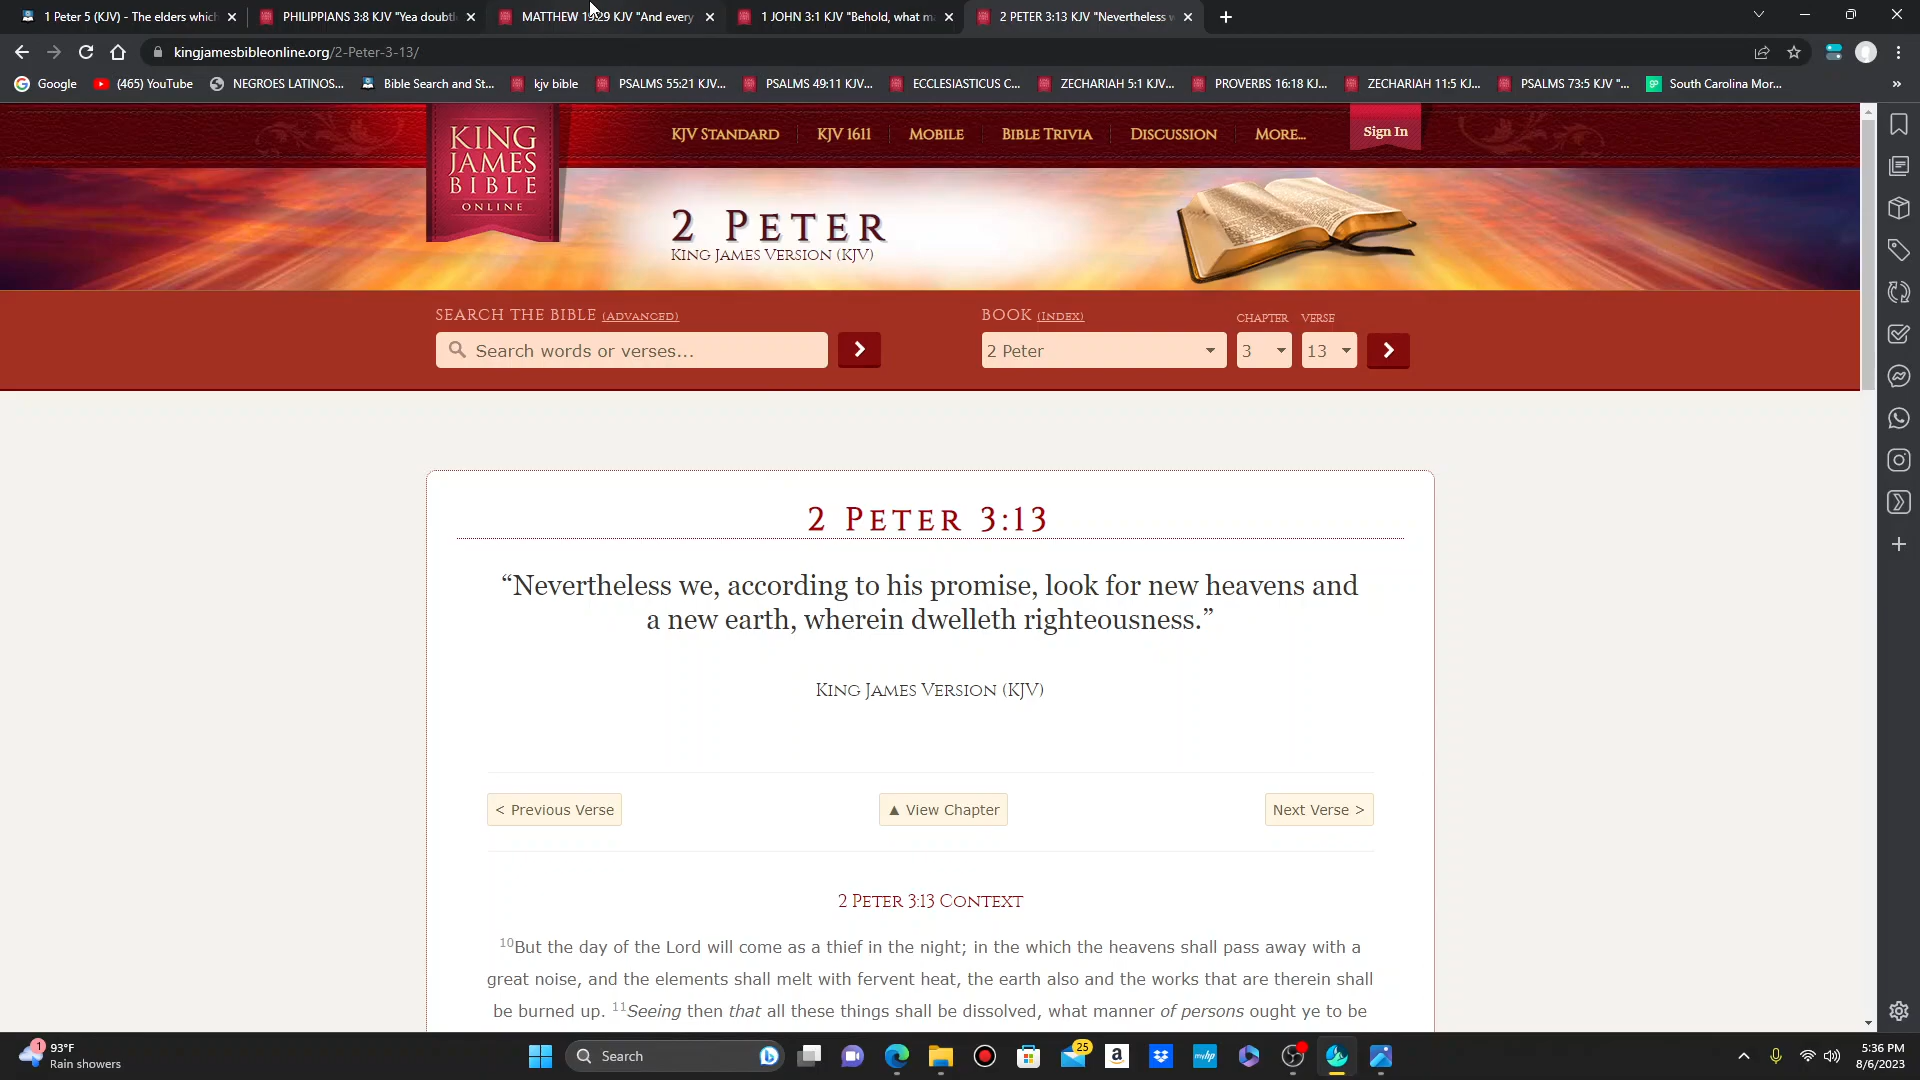 1 Peter 5 (KJV) - The elders which
PHILIPPIANS 3:8 KJV "Yea doubtl
MATTHEW 19:29 KJV "And every
1 JOHN 3:1 KJV "Behold, what ma
2 PETER 3:13 KJV "Nevertheless w
kingjamesbibleonline.org/2-Peter-3-13/
Google
(465) YouTube
NEGROES LATINOS...
Bible Search and St...
kjv bible
PSALMS 55:21 KJV...
PSALMS 49:11 KJV...
ECCLESIASTICUS C...
ZECHARIAH 5:1 KJV...
PROVERBS 16:18 KJ...
ZECHARIAH 11:5 KJ...
PSALMS 73:5 KJV "...
South Carolina Mor...
»
KING
JAMES
BIBLE
ONLINE
KJV STANDARD
KJV 1611
MOBILE
BIBLE TRIVIA
DISCUSSION
MORE...
Sign In
2 PETER
KING JAMES VERSION (KJV)
SEARCH THE BIBLE (ADVANCED)
BOOK (INDEX)
CHAPTER
VERSE
Search words or verses...
2 Peter
3
13
2 PETER 3:13
“Nevertheless we, according to his promise, look for new heavens and
a new earth, wherein dwelleth righteousness.”
KING JAMES VERSION (KJV)
< Previous Verse
▲ View Chapter
Next Verse >
2 PETER 3:13 CONTEXT
10But the day of the Lord will come as a thief in the night; in the which the heavens shall pass away with a
great noise, and the elements shall melt with fervent heat, the earth also and the works that are therein shall
be burned up. 11Seeing then that all these things shall be dissolved, what manner of persons ought ye to be
1
93°F
Rain showers
Search
25
a
myhp
5:36 PM
8/6/2023